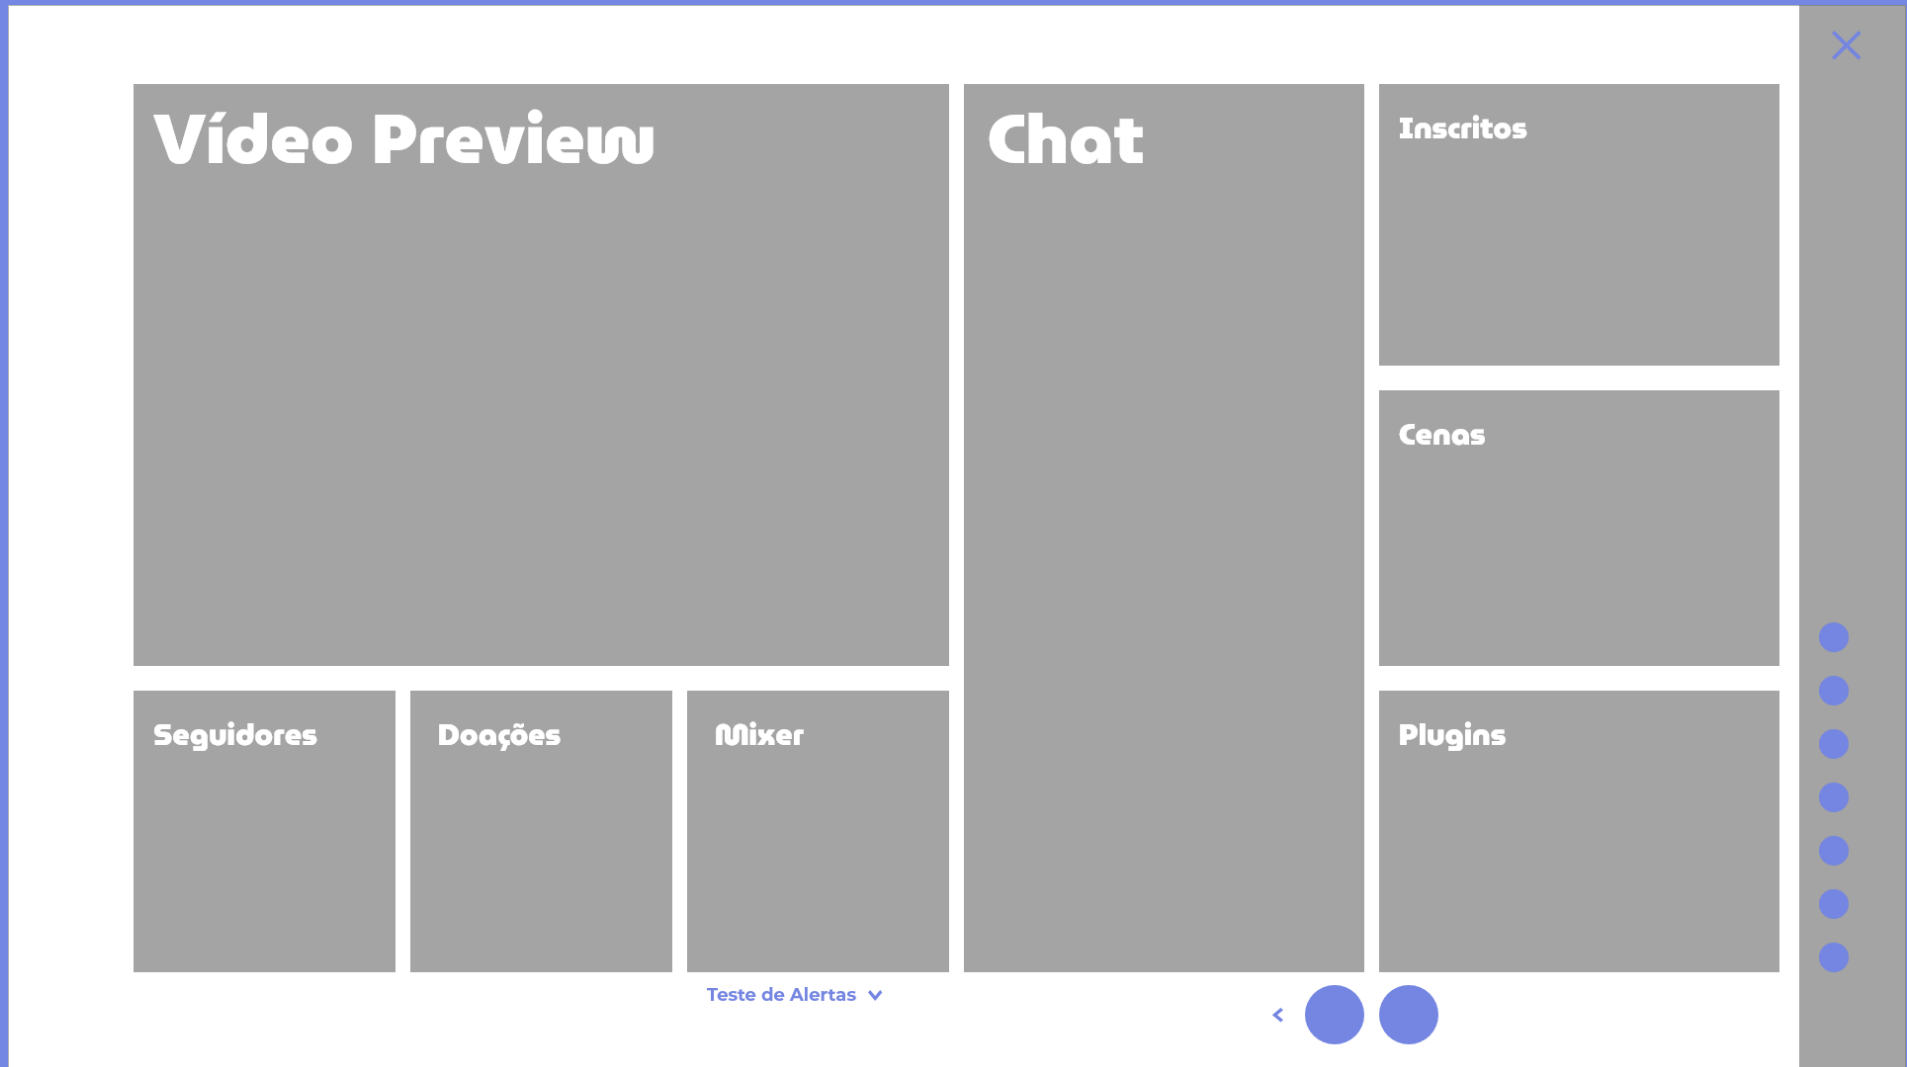 Vídeo Preview
Chat
Inscritos
Cenas
Seguidores
Doações
Mixer
Plugins
Teste de Alertas